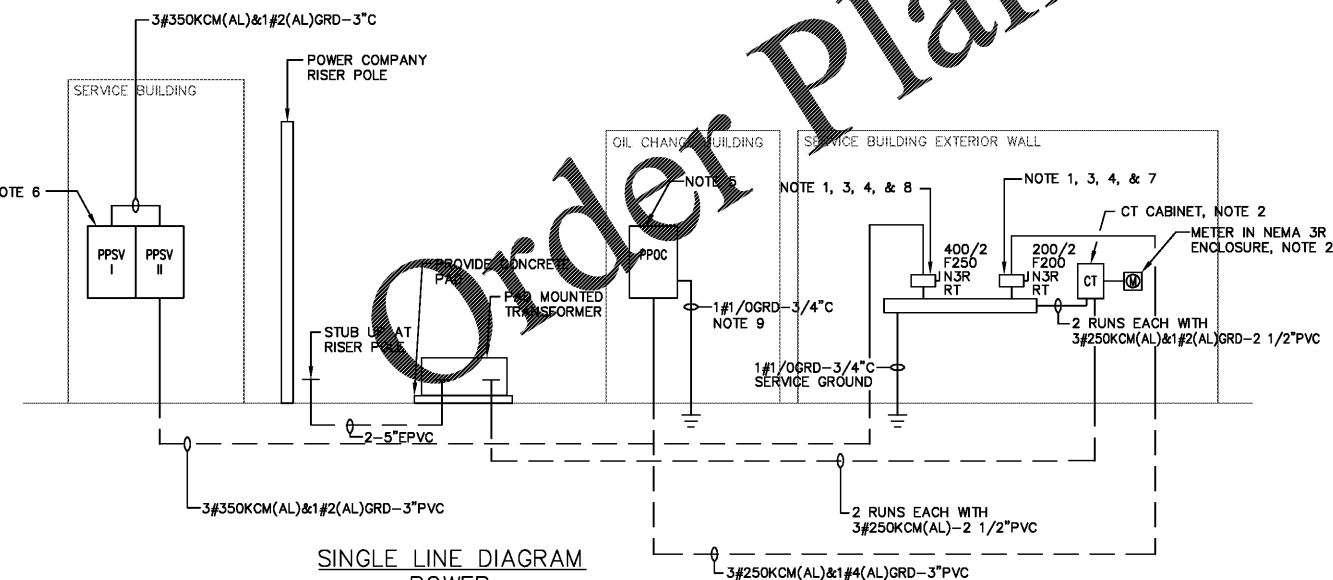 3#350KCM(AL)&1#2(AL)GRD-3"C
POWER COMPANY
RISER POLE
SERVICE BUILDING
OIL CHANGE BUILDING
SERVICE BUILDING EXTERIOR WALL
NOTE 6
NOTE 5
NOTE 1, 3, 4, & 8
NOTE 1, 3, 4, & 7
CT CABINET, NOTE 2
METER IN NEMA 3R
ENCLOSURE, NOTE 2
PPSV
I
PPSV
II
PPOC
400/2
F250
N3R
RT
200/2
F200
N3R
RT
CT
M
PROVIDE CONCRETE
PAD
PAD MOUNTED
TRANSFORMER
1#1/0GRD-3/4"C
NOTE 9
STUB UP AT
RISER POLE
2 RUNS EACH WITH
3#250KCM(AL)&1#2(AL)GRD-2 1/2"PVC
1#1/0GRD-3/4"C
SERVICE GROUND
2-5"EPVC
3#350KCM(AL)&1#2(AL)GRD-3"PVC
2 RUNS EACH WITH
3#250KCM(AL)-2 1/2"PVC
SINGLE LINE DIAGRAM
POWER
3#250KCM(AL)&1#4(AL)GRD-3"PVC
Order Plan